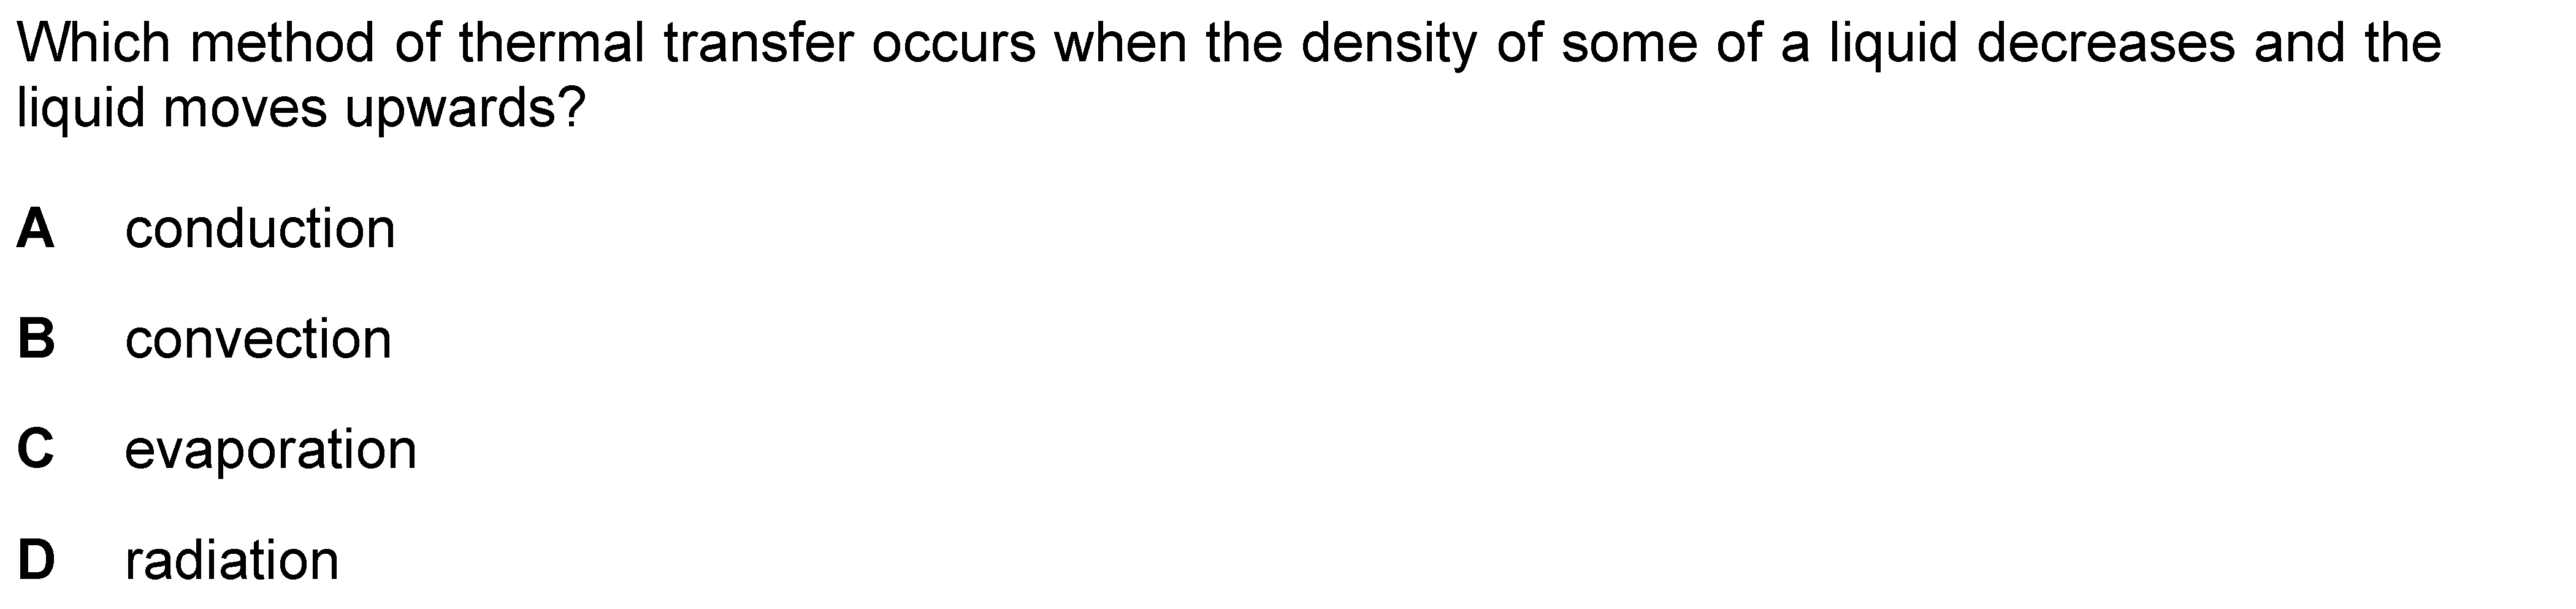 Which method of thermal transfer occurs when the density of some of a liquid decreases and the
liquid moves upwards?
A conduction
B convection
C evaporation
D radiation